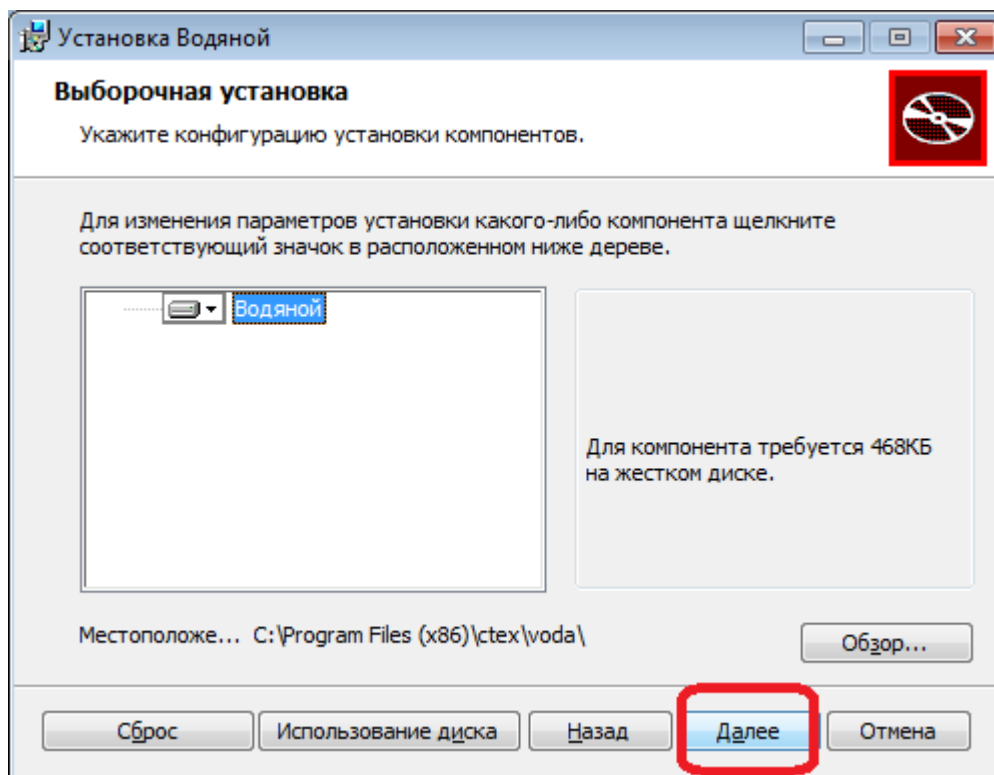 Установка Водяной
Выборочная установка
Укажите конфигурацию установки компонентов.
Для изменения параметров установки какого-либо компонента щелкните
соответствующий значок в расположенном ниже дереве.
Водяной
Для компонента требуется 468КБ
на жестком диске.
Местоположе... C:\Program Files (x86)\ctex\voda\
Обзор...
Сброс Использование диска Назад Далее Отмена